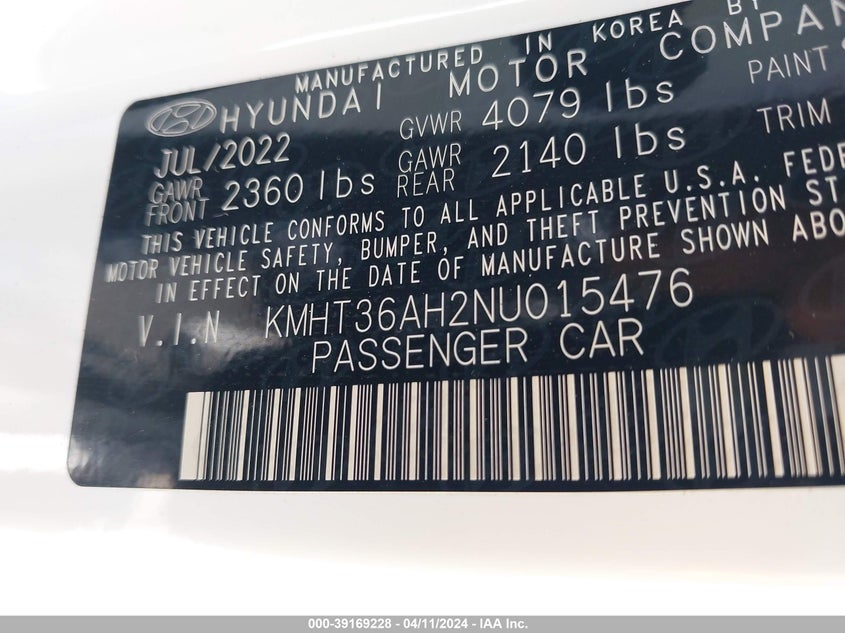 MANUFACTURED IN KOREA BY
HYUNDAI MOTOR COMPAN
JUL/2022 GVWR 4079 lbs PAINT
GAWR FRONT 2360 lbs GAWR REAR 2140 lbs TRIM
THIS VEHICLE CONFORMS TO ALL APPLICABLE U.S.A. FEDE
MOTOR VEHICLE SAFETY, BUMPER, AND THEFT PREVENTION ST
IN EFFECT ON THE DATE OF MANUFACTURE SHOWN ABO
V.I.N KMHT36AH2NU015476
PASSENGER CAR
000-39169228 - 04/11/2024 - IAA Inc.